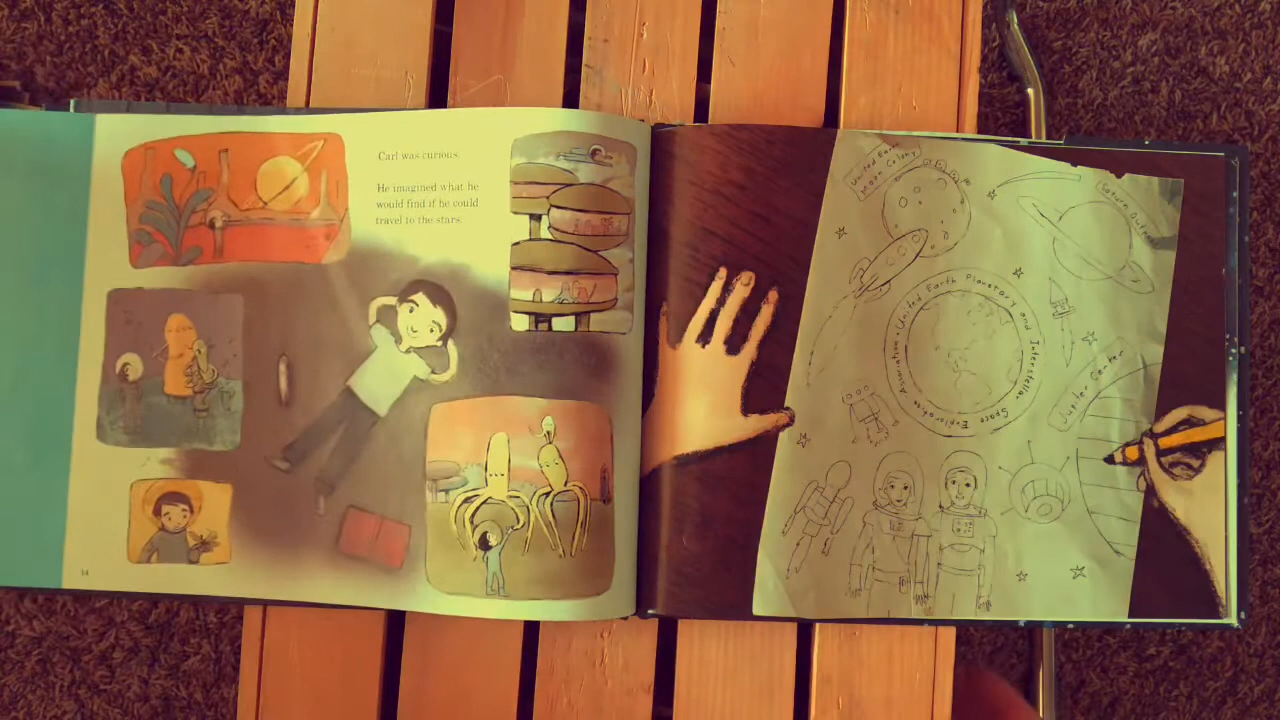 Carl was curious.
He imagined what he
would find if he could
travel to the stars.
14
United Earth
Moon Colony
Saturn Outpost
United Earth Planetary and Interstellar Space Exploration Association
Jupiter Center